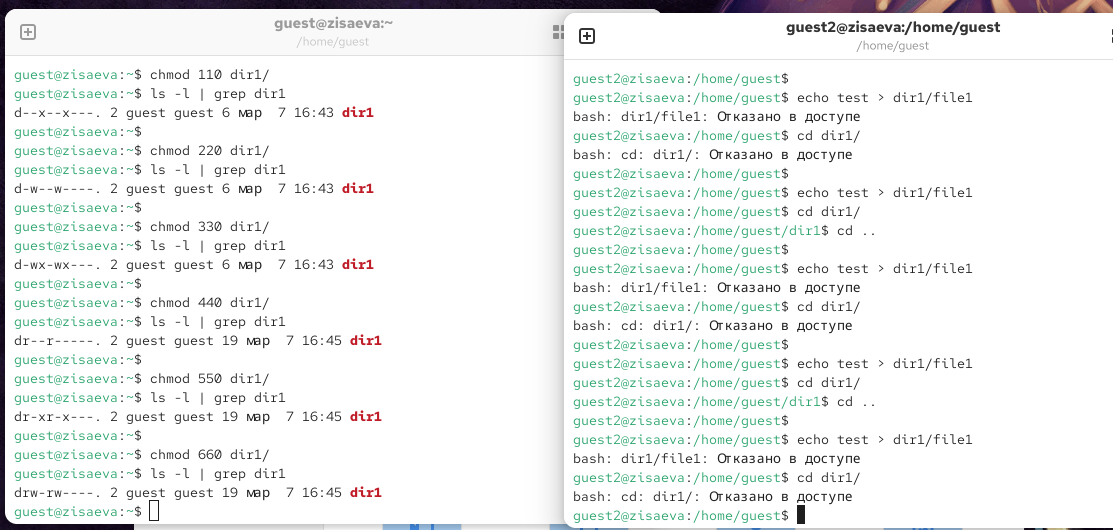 guest@zisaeva:~
/home/guest
guest@zisaeva:~$ chmod 110 dir1/
guest@zisaeva:~$ ls -l | grep dir1
d--x--x---. 2 guest guest 6 мар  7 16:43 dir1
guest@zisaeva:~$
guest@zisaeva:~$ chmod 220 dir1/
guest@zisaeva:~$ ls -l | grep dir1
d-w--w----. 2 guest guest 6 мар  7 16:43 dir1
guest@zisaeva:~$
guest@zisaeva:~$ chmod 330 dir1/
guest@zisaeva:~$ ls -l | grep dir1
d-wx-wx---. 2 guest guest 6 мар  7 16:43 dir1
guest@zisaeva:~$
guest@zisaeva:~$ chmod 440 dir1/
guest@zisaeva:~$ ls -l | grep dir1
dr--r-----. 2 guest guest 19 мар  7 16:45 dir1
guest@zisaeva:~$
guest@zisaeva:~$ chmod 550 dir1/
guest@zisaeva:~$ ls -l | grep dir1
dr-xr-x---. 2 guest guest 19 мар  7 16:45 dir1
guest@zisaeva:~$
guest@zisaeva:~$ chmod 660 dir1/
guest@zisaeva:~$ ls -l | grep dir1
drw-rw----. 2 guest guest 19 мар  7 16:45 dir1
guest@zisaeva:~$
guest2@zisaeva:/home/guest
/home/guest
guest2@zisaeva:/home/guest$
guest2@zisaeva:/home/guest$ echo test > dir1/file1
bash: dir1/file1: Отказано в доступе
guest2@zisaeva:/home/guest$ cd dir1/
bash: cd: dir1/: Отказано в доступе
guest2@zisaeva:/home/guest$
guest2@zisaeva:/home/guest$ echo test > dir1/file1
guest2@zisaeva:/home/guest$ cd dir1/
guest2@zisaeva:/home/guest/dir1$ cd ..
guest2@zisaeva:/home/guest$
guest2@zisaeva:/home/guest$ echo test > dir1/file1
bash: dir1/file1: Отказано в доступе
guest2@zisaeva:/home/guest$ cd dir1/
bash: cd: dir1/: Отказано в доступе
guest2@zisaeva:/home/guest$
guest2@zisaeva:/home/guest$ echo test > dir1/file1
guest2@zisaeva:/home/guest$ cd dir1/
guest2@zisaeva:/home/guest/dir1$ cd ..
guest2@zisaeva:/home/guest$
guest2@zisaeva:/home/guest$ echo test > dir1/file1
bash: dir1/file1: Отказано в доступе
guest2@zisaeva:/home/guest$ cd dir1/
bash: cd: dir1/: Отказано в доступе
guest2@zisaeva:/home/guest$